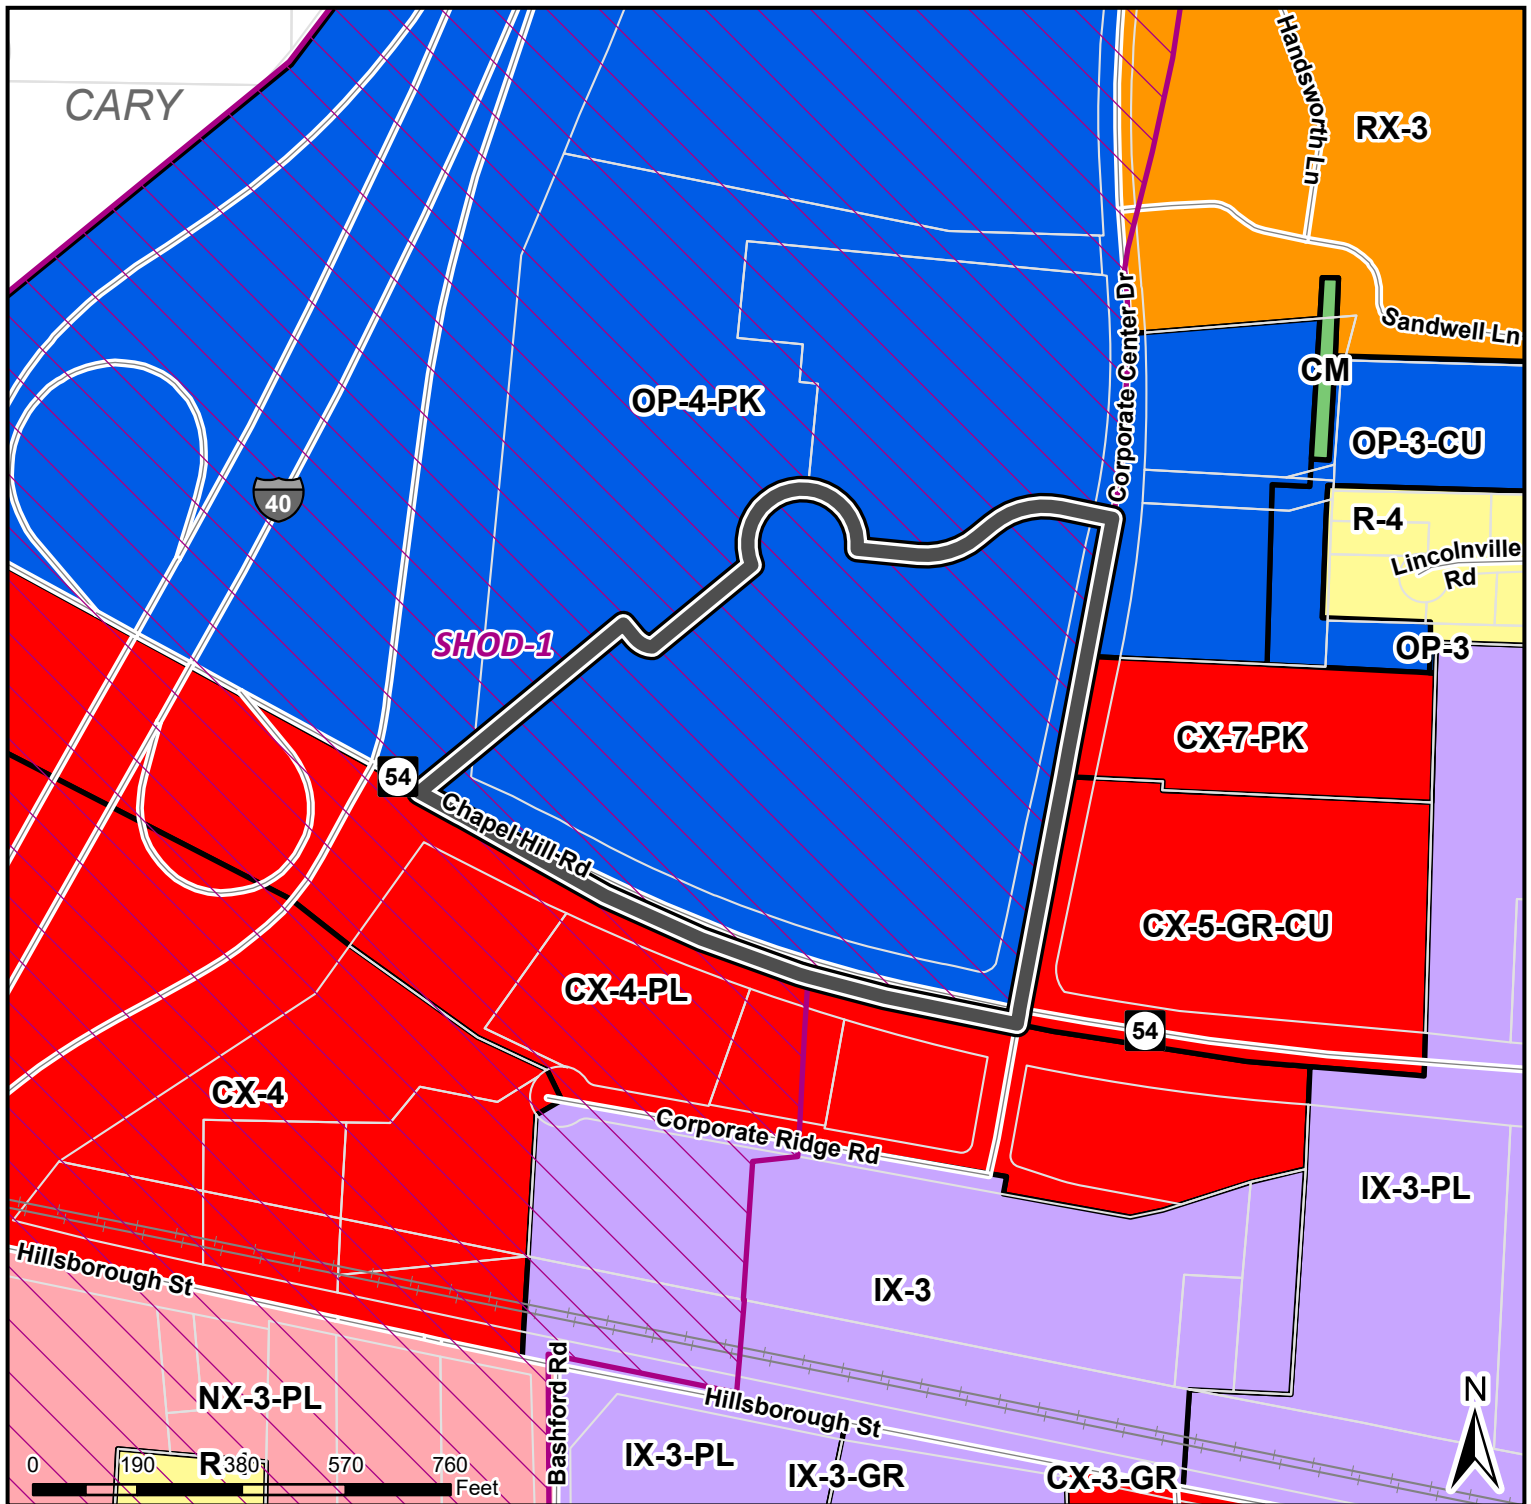 CARY
Handsworth Ln
RX-3
Sandwell Ln
Corporate Center Dr
CM
OP-4-PK
OP-3-CU
40
R-4
Lincolnville
Rd
SHOD-1
OP-3
CX-7-PK
54
Chapel Hill Rd
CX-5-GR-CU
CX-4-PL
54
CX-4
Corporate Ridge Rd
IX-3-PL
Hillsborough St
IX-3
Bashford Rd
NX-3-PL
Hillsborough St
N
IX-3-PL
IX-3-GR
CX-3-GR
0 190 380 570 760
Feet